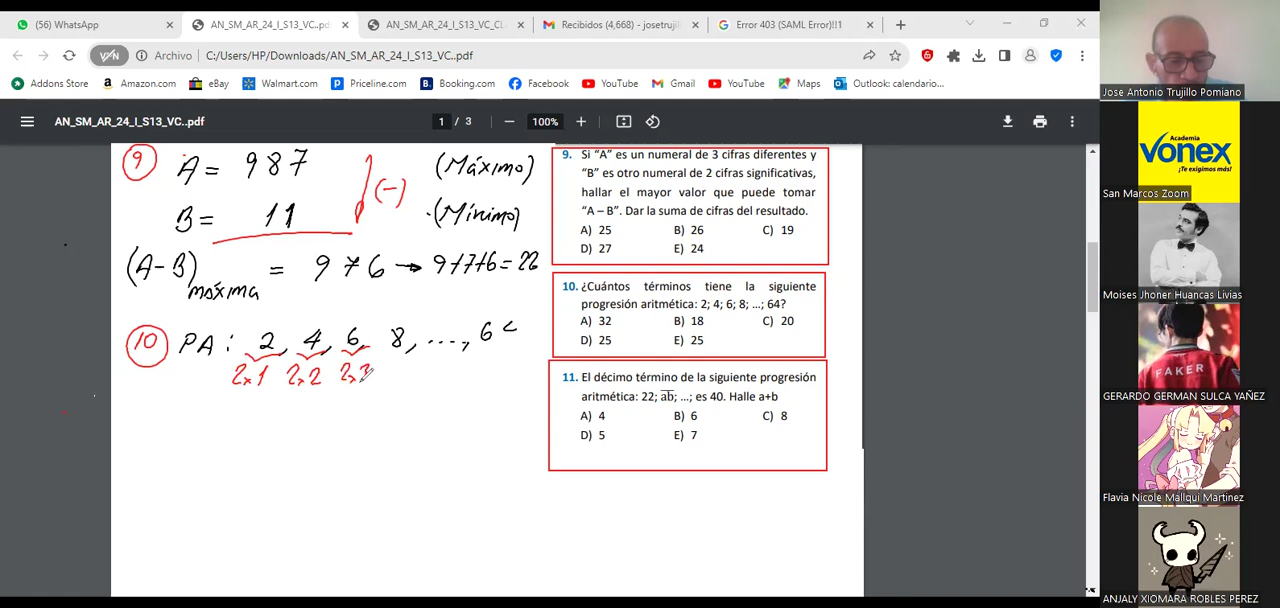 (56) WhatsApp
AN_SM_AR_24_I_S13_VC..pdf
AN_SM_AR_24_I_S13_VC_CL
Recibidos (4,668) - josetrujill
Error 403 (SAML Error)!!1
Archivo
C:/Users/HP/Downloads/AN_SM_AR_24_I_S13_VC..pdf
Addons Store
Amazon.com
eBay
Walmart.com
Priceline.com
Booking.com
Facebook
YouTube
Gmail
YouTube
Maps
Outlook: calendario...
AN_SM_AR_24_I_S13_VC..pdf
1 / 3
100%
9 A = 987 (Máximo)
(-)
B = 11 (Mínimo)
(A-B) máxima = 976 → 9+7+6=22
10 PA: 2, 4, 6, 8, ..., 6
2x1 2x2 2x3
9. Si “A” es un numeral de 3 cifras diferentes y
“B” es otro numeral de 2 cifras significativas,
hallar el mayor valor que puede tomar
“A – B”. Dar la suma de cifras del resultado.
A) 25 B) 26 C) 19
D) 27 E) 24
10. ¿Cuántos términos tiene la siguiente
progresión aritmética: 2; 4; 6; 8; ...; 64?
A) 32 B) 18 C) 20
D) 25 E) 25
11. El décimo término de la siguiente progresión
aritmética: 22; ab; ...; es 40. Halle a+b
A) 4 B) 6 C) 8
D) 5 E) 7
Jose Antonio Trujillo Pomiano
Academia
Vonex
¡Te exigimos más!
San Marcos Zoom
Moises Jhoner Huancas Livias
FAKER
GERARDO GERMAN SULCA YAÑEZ
Flavia Nicole Mallqui Martinez
ANJALY XIOMARA ROBLES PEREZ